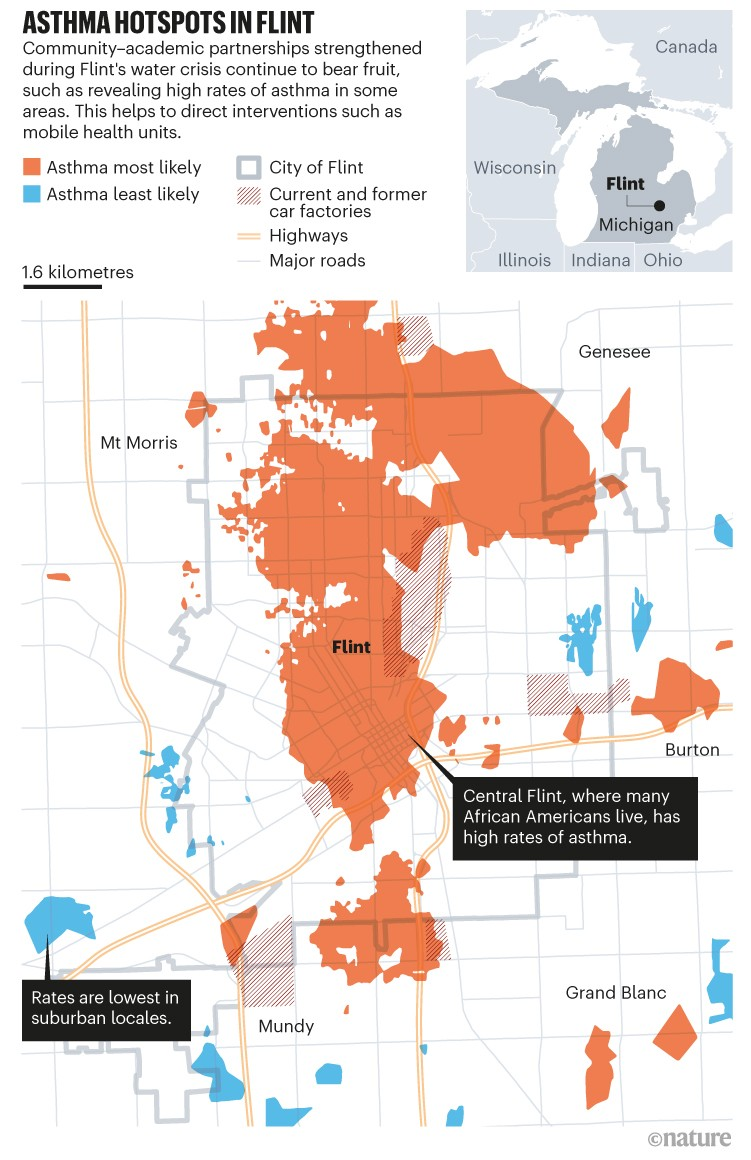 ASTHMA HOTSPOTS IN FLINT
Community–academic partnerships strengthened
during Flint's water crisis continue to bear fruit,
such as revealing high rates of asthma in some
areas. This helps to direct interventions such as
mobile health units.
Asthma most likely
Asthma least likely
City of Flint
Current and former
car factories
Highways
Major roads
1.6 kilometres
Canada
Wisconsin
Flint
Michigan
Illinois
Indiana
Ohio
Genesee
Mt Morris
Flint
Burton
Central Flint, where many
African Americans live, has
high rates of asthma.
Rates are lowest in
suburban locales.
Grand Blanc
Mundy
©nature